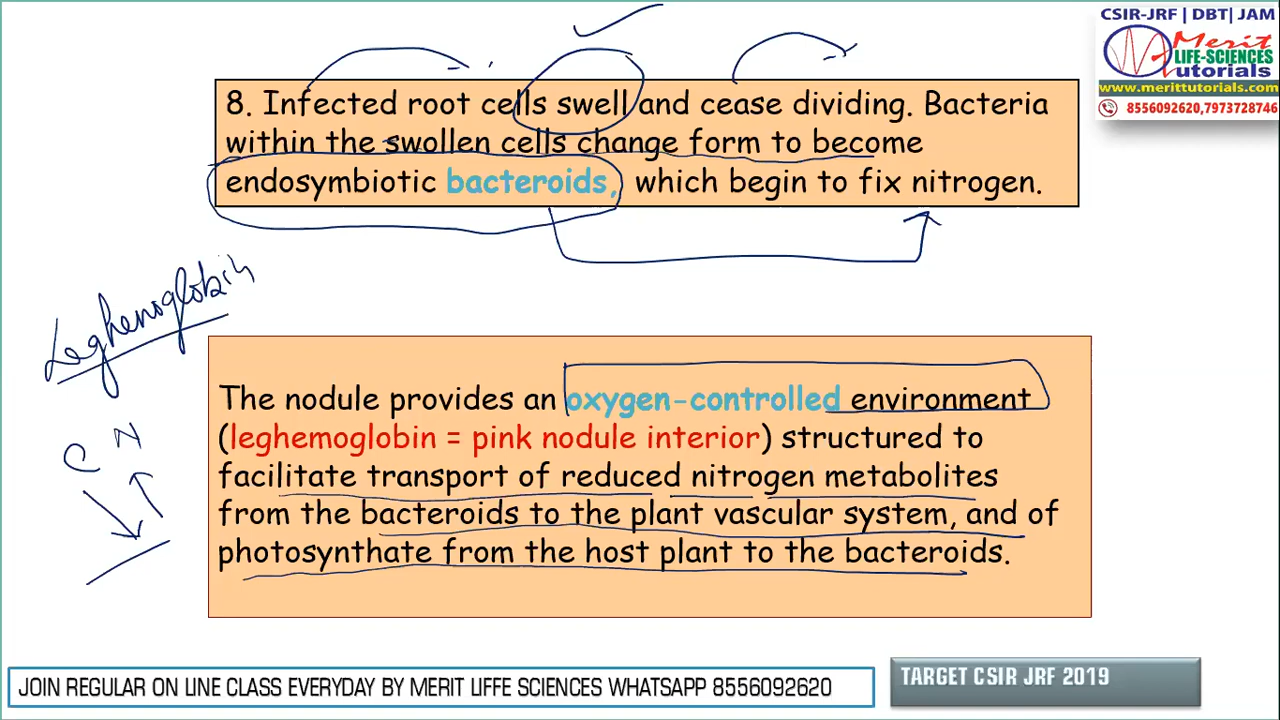 CSIR-JRF | DBT| JAM
Merit
LIFE-SCIENCES
utorials
www.merittutorials.com
8556092620,7973728746
8. Infected root cells swell and cease dividing. Bacteria
within the swollen cells change form to become
endosymbiotic bacteroids, which begin to fix nitrogen.
Leghemoglobin
C N
The nodule provides an oxygen-controlled environment
(leghemoglobin = pink nodule interior) structured to
facilitate transport of reduced nitrogen metabolites
from the bacteroids to the plant vascular system, and of
photosynthate from the host plant to the bacteroids.
JOIN REGULAR ON LINE CLASS EVERYDAY BY MERIT LIFFE SCIENCES WHATSAPP 8556092620
TARGET CSIR JRF 2019